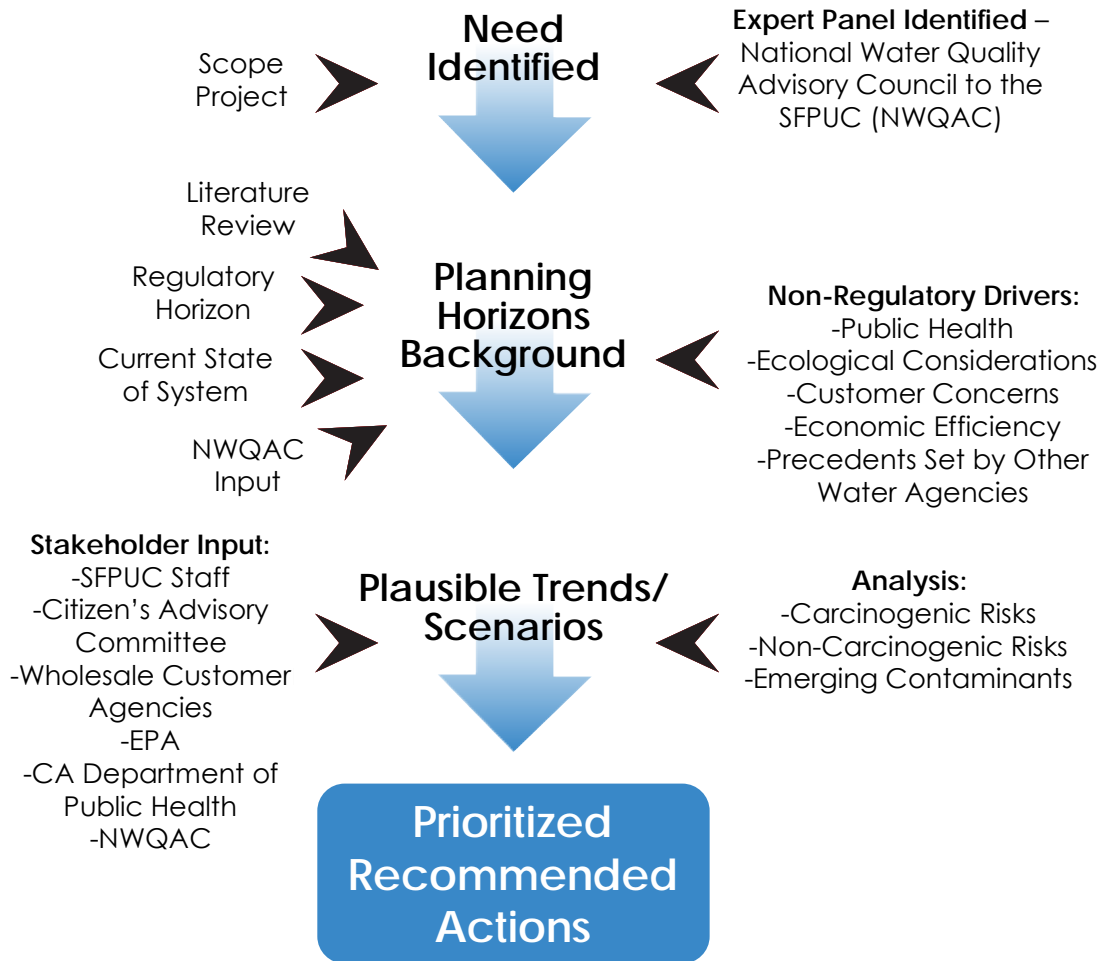 Need
Identified
Scope
Project
Expert Panel Identified –
National Water Quality
Advisory Council to the
SFPUC (NWQAC)
Literature
Review
Regulatory
Horizon
Current State
of System
NWQAC
Input
Planning
Horizons
Background
Non-Regulatory Drivers:
-Public Health
-Ecological Considerations
-Customer Concerns
-Economic Efficiency
-Precedents Set by Other
Water Agencies
Stakeholder Input:
-SFPUC Staff
-Citizen’s Advisory
Committee
-Wholesale Customer
Agencies
-EPA
-CA Department of
Public Health
-NWQAC
Plausible Trends/
Scenarios
Analysis:
-Carcinogenic Risks
-Non-Carcinogenic Risks
-Emerging Contaminants
Prioritized
Recommended
Actions